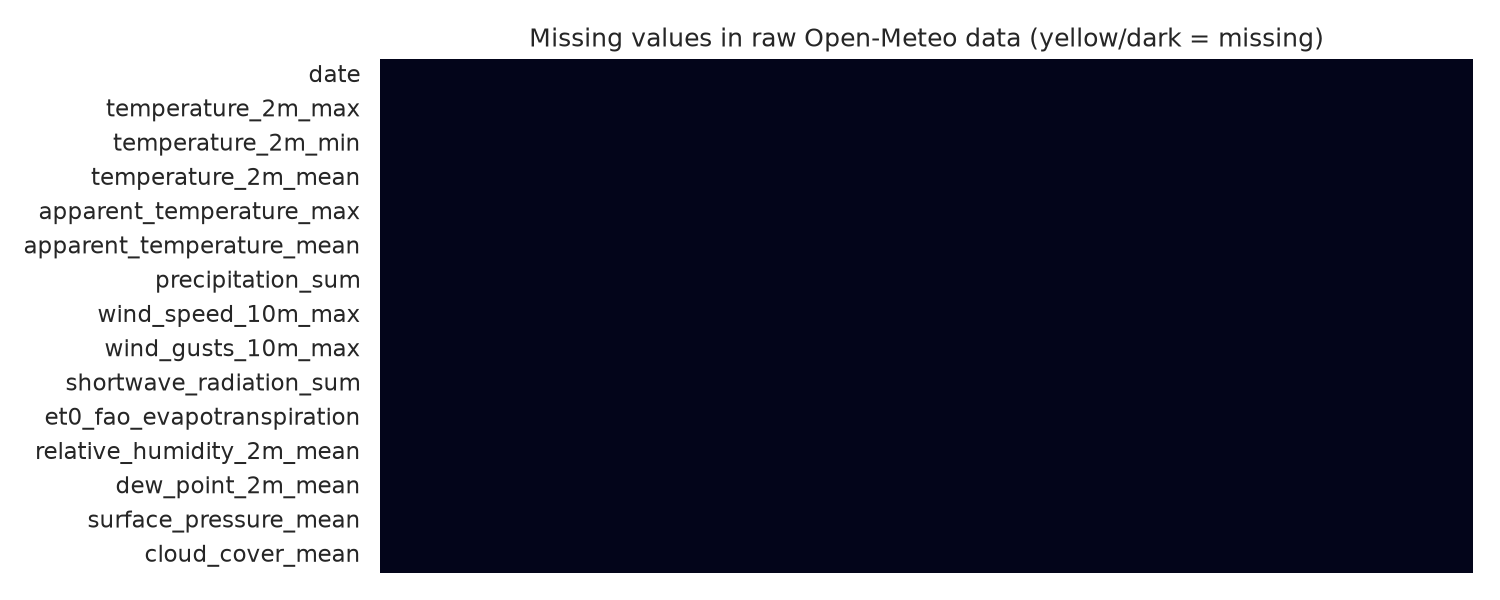 Missing values in raw Open-Meteo data (yellow/dark = missing)
date
temperature_2m_max
temperature_2m_min
temperature_2m_mean
apparent_temperature_max
apparent_temperature_mean
precipitation_sum
wind_speed_10m_max
wind_gusts_10m_max
shortwave_radiation_sum
et0_fao_evapotranspiration
relative_humidity_2m_mean
dew_point_2m_mean
surface_pressure_mean
cloud_cover_mean